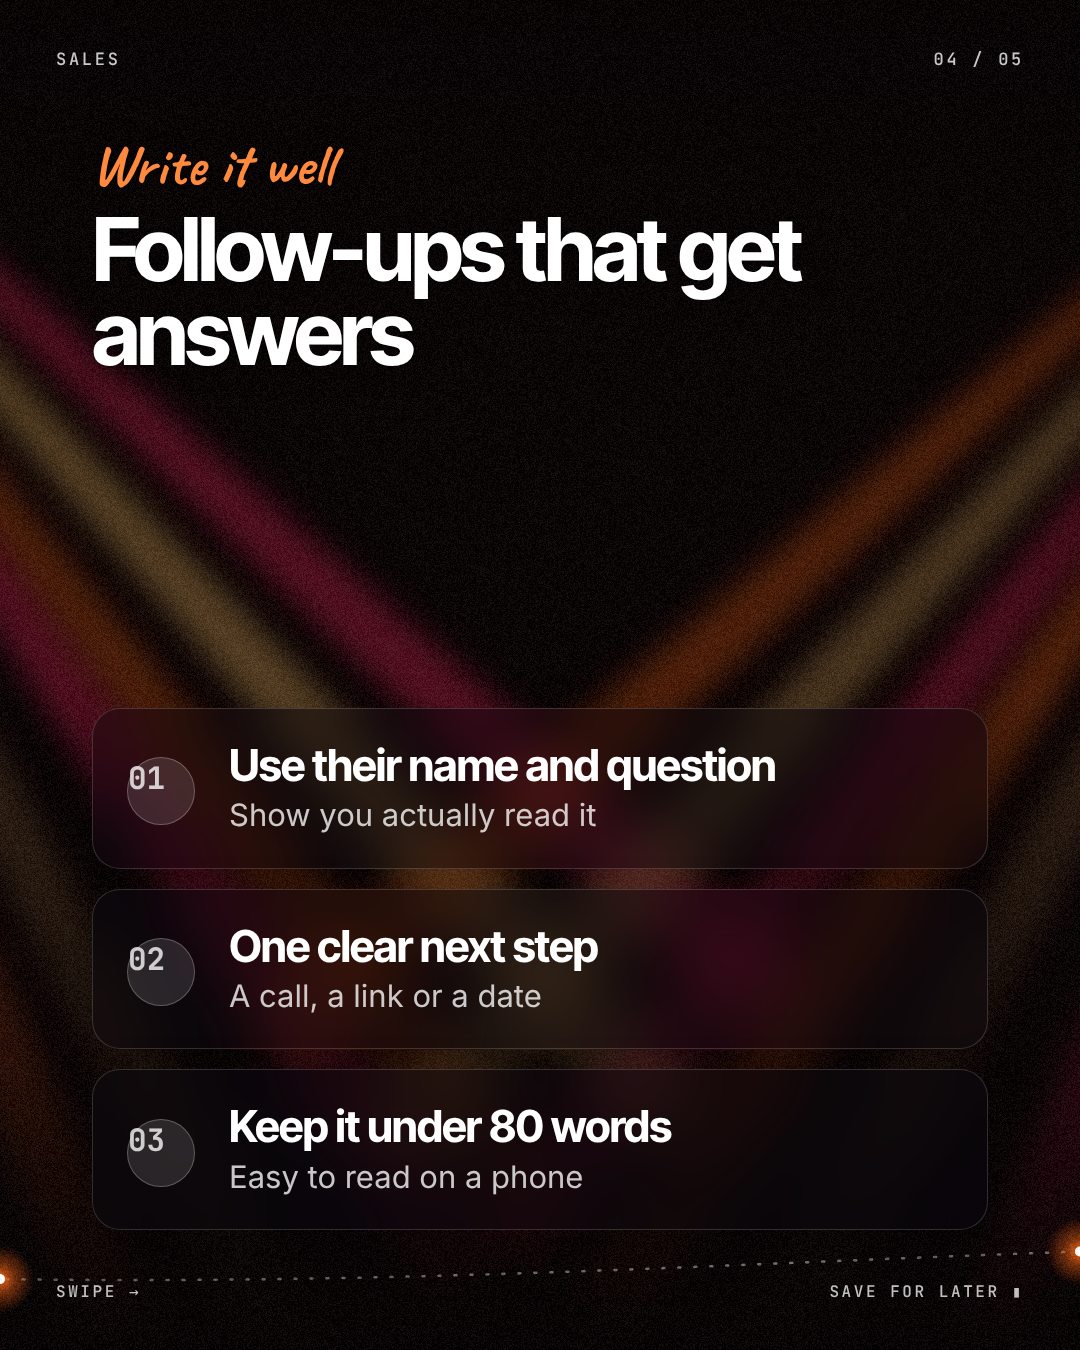 SALES
04 / 05
Write it well
Follow-ups that get
answers
01
Use their name and question
Show you actually read it
02
One clear next step
A call, a link or a date
03
Keep it under 80 words
Easy to read on a phone
SWIPE →
SAVE FOR LATER ▮